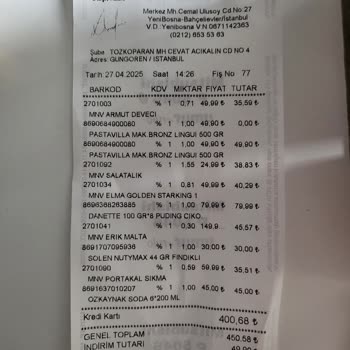 Merkez Mh.Cemal Ulusoy Cd No 27
YeniBosna-Bahçelievler/İstanbul
V.D.:Yenibosna V.N:0671142363
(0212) 653 53 63
Şube TOZKOPARAN MH CEVAT ACIKALIN CD NO 4
Adres: GUNGOREN / ISTANBUL
Tarih 27.04.2025 Saat 14:26 Fiş No 77
BARKOD KDV MIKTAR FIYAT TUTAR
2701003 % 1 0,71 49,99 ₺ 35,59 ₺
MNV ARMUT DEVECI
8690684900080 % 1 1.00 49,90 ₺ 0,00 ₺
PASTAVILLA MAK.BRONZ LINGUI 500 GR
8690684900080 % 1 1.00 49,90 ₺ 49,90 ₺
PASTAVILLA MAK.BRONZ LINGUI 500 GR
2701092 % 1 1.55 24,99 ₺ 38,83 ₺
MNV SALATALIK
2701034 % 1 0,81 49,99 ₺ 40,29 ₺
MNV ELMA GOLDEN STARKING 1
8698368263885 % 1 1,00 79,99 ₺ 79,99 ₺
DANETTE 100 GR*8 PUDING CIKO.
2701041 % 1 0,30 149,9 45,57 ₺
MNV ERIK MALTA
8691707095936 % 1 1,00 30,00 ₺ 30,00 ₺
SOLEN NUTYMAX 44 GR FINDIKLI
2701090 % 1 0.59 59,99 ₺ 35,51 ₺
MNV PORTAKAL SIKMA
8691637010207 % 1 1,00 45,00 ₺ 45,00 ₺
OZKAYNAK SODA 6*200 ML
Kredi Kartı 400,68 ₺
GENEL TOPLAM 450,58 ₺
INDIRIM TUTARI